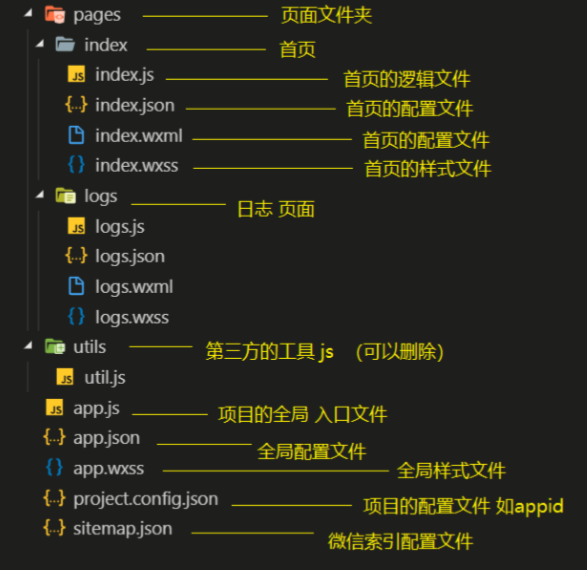 pages 页面文件夹
index 首页
JS index.js 首页的逻辑文件
{..} index.json 首页的配置文件
index.wxml 首页的配置文件
{} index.wxss 首页的样式文件
logs 日志 页面
JS logs.js
{..} logs.json
logs.wxml
{} logs.wxss
utils 第三方的工具 js (可以删除)
JS util.js
JS app.js 项目的全局 入口文件
{..} app.json 全局配置文件
{} app.wxss 全局样式文件
{..} project.config.json 项目的配置文件 如appid
{..} sitemap.json 微信索引配置文件